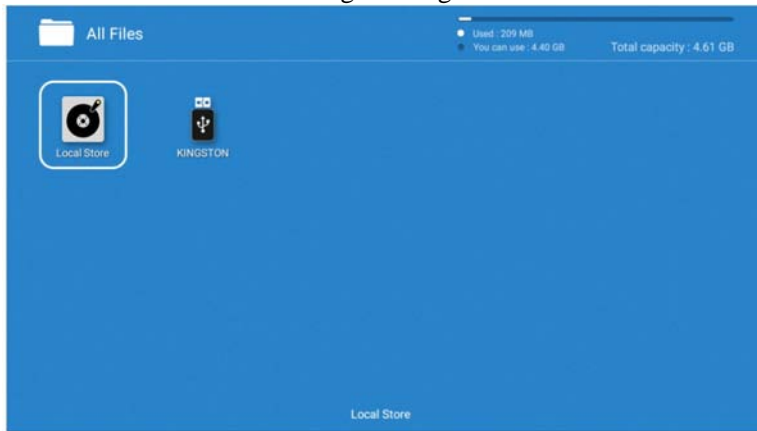 All Files
Used : 209 MB
You can use : 4.40 GB
Total capacity : 4.61 GB
Local Store
KINGSTON
Local Store